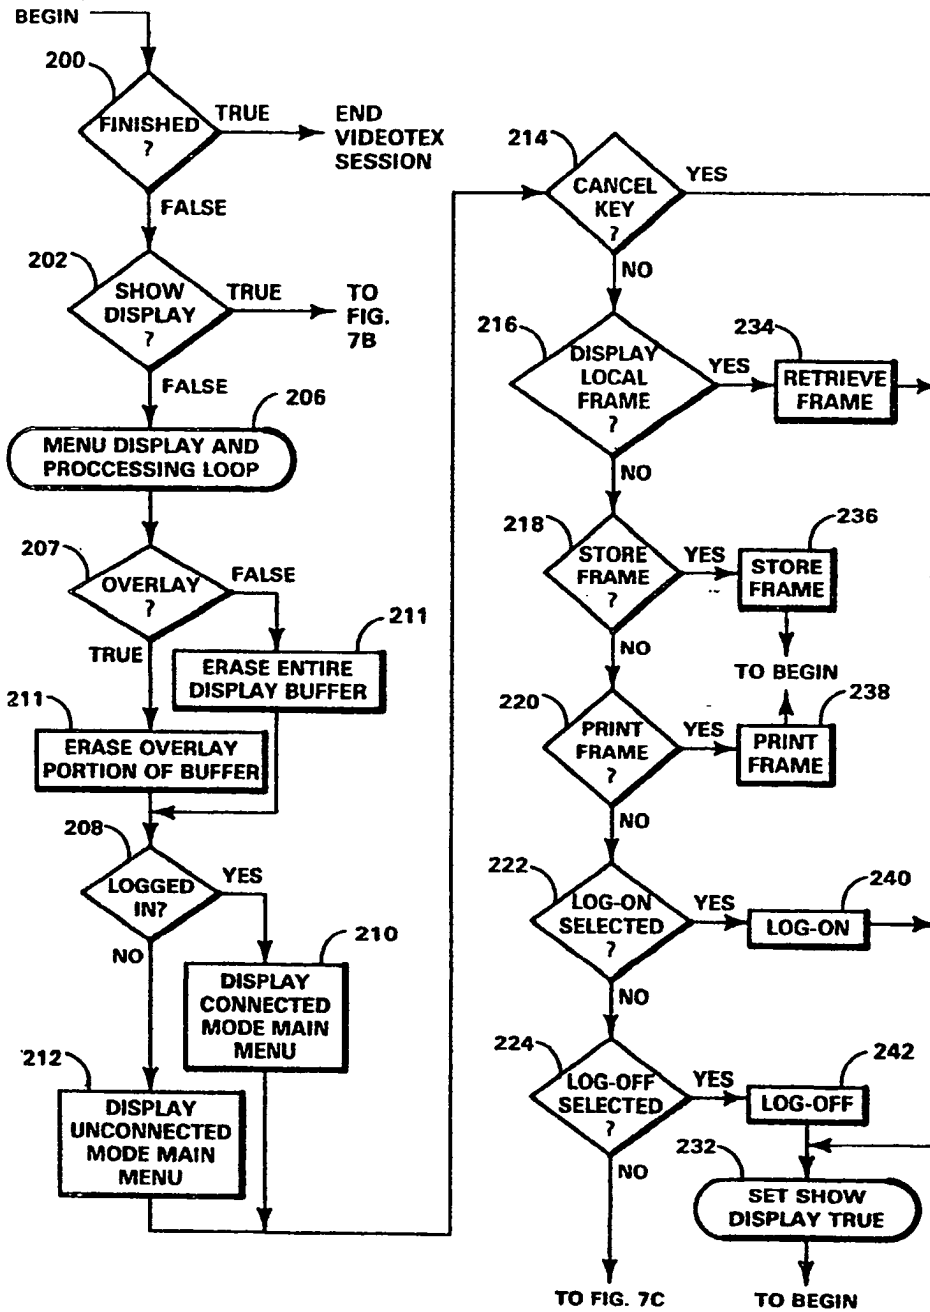 BEGIN
200
FINISHED
?
TRUE
END
VIDEOTEX
SESSION
FALSE
202
SHOW
DISPLAY
?
TRUE
TO
FIG.
7B
FALSE
206
MENU DISPLAY AND
PROCCESSING LOOP
207
OVERLAY
?
FALSE
TRUE
211
ERASE ENTIRE
DISPLAY BUFFER
211
ERASE OVERLAY
PORTION OF BUFFER
208
LOGGED
IN?
YES
NO
210
DISPLAY
CONNECTED
MODE MAIN
MENU
212
DISPLAY
UNCONNECTED
MODE MAIN
MENU
214
CANCEL
KEY
?
YES
NO
216
DISPLAY
LOCAL
FRAME
?
YES
234
RETRIEVE
FRAME
NO
218
STORE
FRAME
?
YES
236
STORE
FRAME
NO
TO BEGIN
220
PRINT
FRAME
?
YES
238
PRINT
FRAME
NO
222
LOG-ON
SELECTED
?
YES
240
LOG-ON
NO
224
LOG-OFF
SELECTED
?
YES
242
LOG-OFF
NO
232
SET SHOW
DISPLAY TRUE
TO FIG. 7C
TO BEGIN